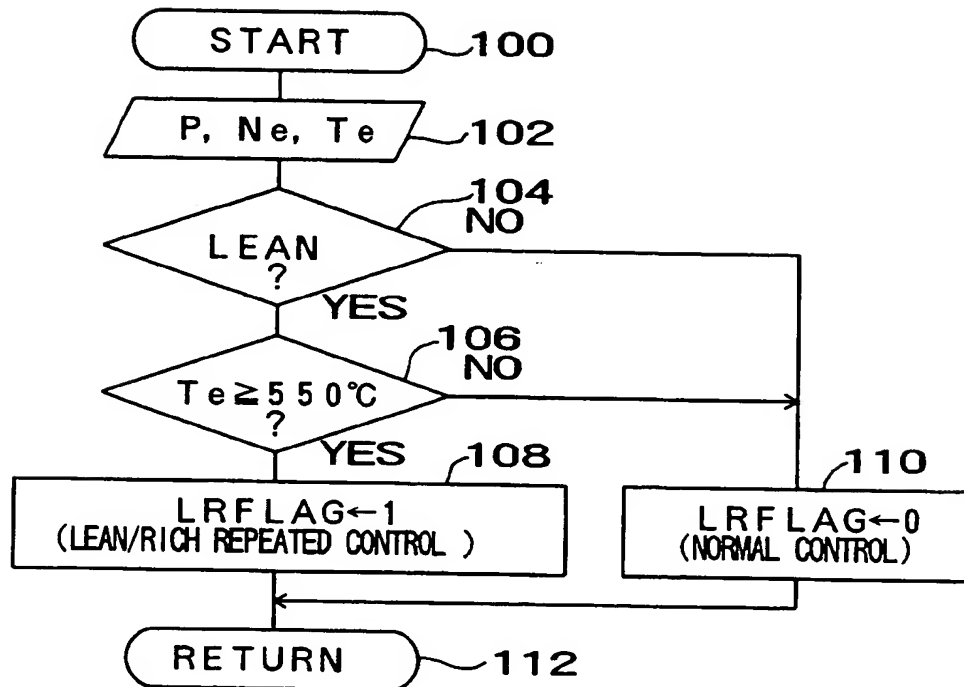 START
100
P, Ne, Te
102
104
NO
LEAN
?
YES
106
NO
Te≧550℃
?
YES
108
LRFLAG←1
(LEAN/RICH REPEATED CONTROL )
110
LRFLAG←0
(NORMAL CONTROL)
RETURN
112